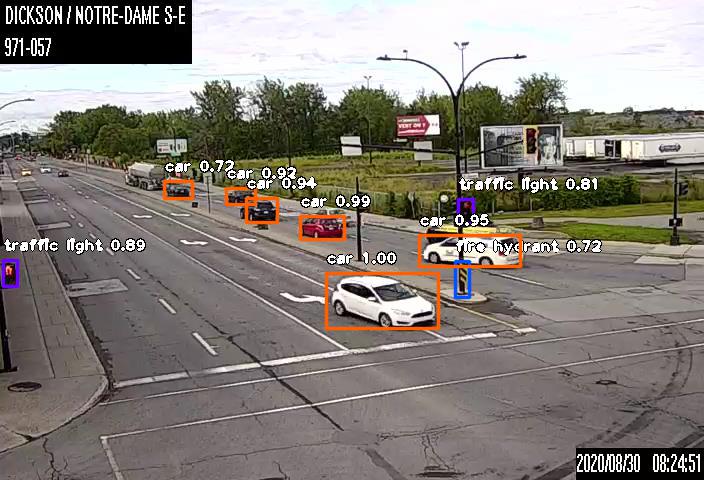 DICKSON / NOTRE-DAME S-E
971-057
car 0.72
car 0.92
car 0.94
car 0.99
traffic light 0.81
car 0.95
traffic light 0.89
fire hydrant 0.72
car 1.00
2020/08/30 08:24:51